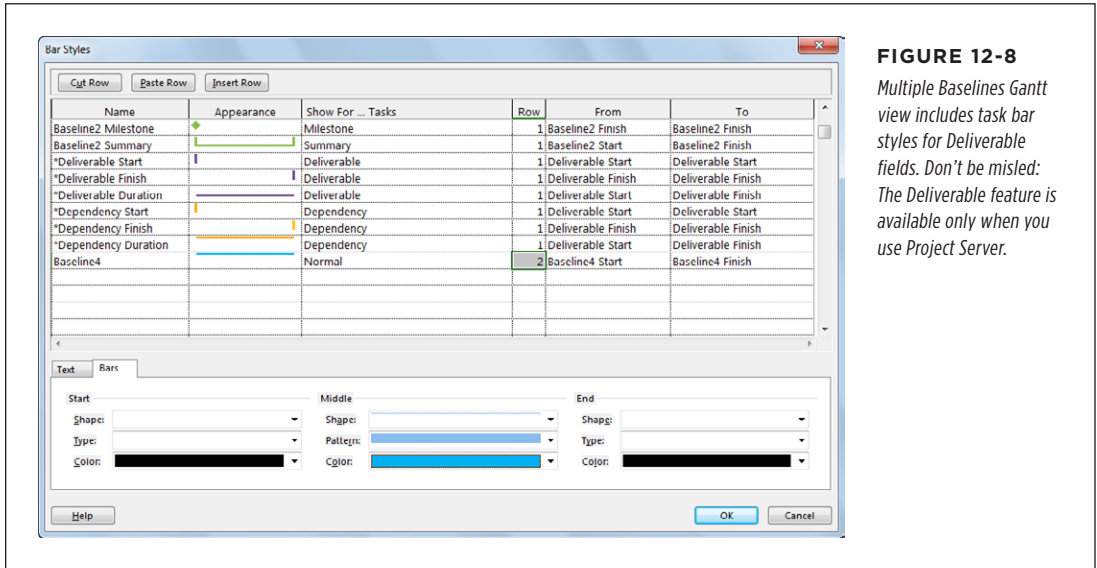 Bar Styles
Cut Row Paste Row Insert Row
Name Appearance Show For ... Tasks Row From To
Baseline2 Milestone Milestone 1 Baseline2 Finish Baseline2 Finish
Baseline2 Summary Summary 1 Baseline2 Start Baseline2 Finish
*Deliverable Start Deliverable 1 Deliverable Start Deliverable Start
*Deliverable Finish Deliverable 1 Deliverable Finish Deliverable Finish
*Deliverable Duration Deliverable 1 Deliverable Start Deliverable Finish
*Dependency Start Dependency 1 Deliverable Start Deliverable Start
*Dependency Finish Dependency 1 Deliverable Finish Deliverable Finish
*Dependency Duration Dependency 1 Deliverable Start Deliverable Finish
Baseline4 Normal 2 Baseline4 Start Baseline4 Finish
Text Bars
Start Middle End
Shape: Shape: Shape:
Type: Pattern: Type:
Color: Color: Color:
Help OK Cancel
FIGURE 12-8
Multiple Baselines Gantt
view includes task bar
styles for Deliverable
fields. Don’t be misled:
The Deliverable feature is
available only when you
use Project Server.